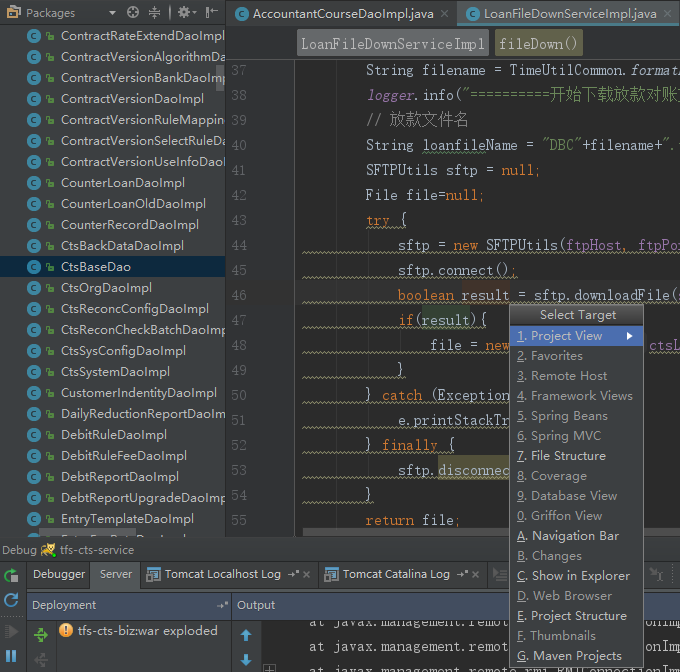 Packages
ContractRateExtendDaoImpl
ContractVersionAlgorithmDa
ContractVersionBankDaoImp
ContractVersionDaoImpl
ContractVersionRuleMappin
ContractVersionSelectRuleDa
ContractVersionUseInfoDaoI
CounterLoanDaoImpl
CounterLoanOldDaoImpl
CounterRecordDaoImpl
CtsBackDataDaoImpl
CtsBaseDao
CtsOrgDaoImpl
CtsReconcConfigDaoImpl
CtsReconCheckBatchDaoImp
CtsSysConfigDaoImpl
CtsSystemDaoImpl
CustomerIndentityDaoImpl
DailyReductionReportDaoIm
DebitRuleDaoImpl
DebitRuleFeeDaoImpl
DebtReportDaoImpl
DebtReportUpgradeDaoImp
EntryTemplateDaoImpl
AccountantCourseDaoImpl.java
LoanFileDownServiceImpl.java
LoanFileDownServiceImpl fileDown()
37 String filename = TimeUtilCommon.format
38 logger.info("==========开始下载放款对账
39 // 放款文件名
40 String loanfileName = "DBC"+filename+".
41 SFTPUtils sftp = null;
42 File file=null;
43 try {
44 sftp = new SFTPUtils(ftpHost, ftpPo
45 sftp.connect();
46 boolean result = sftp.downloadFile(
47 if(result){
48 file = new ctsL
49 }
50 } catch (Exception
51 e.printStackTr
52 } finally {
53 sftp.disconnec
54 }
55 return file;
Select Target
1. Project View
2. Favorites
3. Remote Host
4. Framework Views
5. Spring Beans
6. Spring MVC
7. File Structure
8. Coverage
9. Database View
0. Griffon View
A. Navigation Bar
B. Changes
C. Show in Explorer
D. Web Browser
E. Project Structure
F. Thumbnails
G. Maven Projects
Debug tfs-cts-service
Debugger Server Tomcat Localhost Log Tomcat Catalina Log
Deployment Output
tfs-cts-biz:war exploded
at javax.management.remo
at javax.management.remo
at javax.management.remote.rmi.RMIConnectionImp